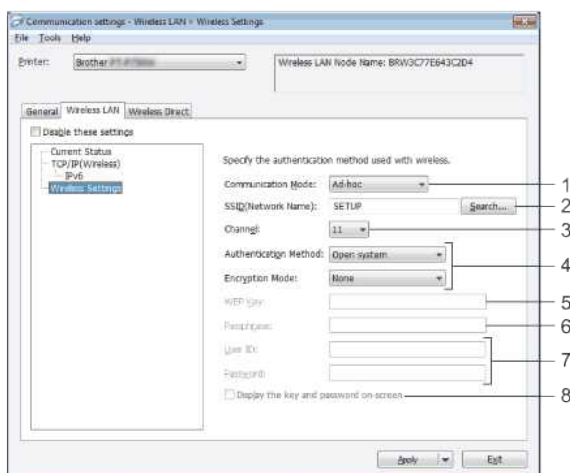 Communication settings - Wireless LAN > Wireless Settings
File Tools Help
Printer: Brother
Wireless LAN Node Name: BRW3C77E643C2D4
General Wireless LAN Wireless Direct
Disable these settings
Current Status
TCP/IP(Wireless)
IPv6
Wireless Settings
Specify the authentication method used with wireless.
Communication Mode: Ad-hoc 1
SSID(Network Name): SETUP Search... 2
Channel: 11 3
Authentication Method: Open system 4
Encryption Mode: None
WEP Key: 5
Passphrase: 6
User ID: 7
Password:
Display the key and password on-screen 8
Apply Exit